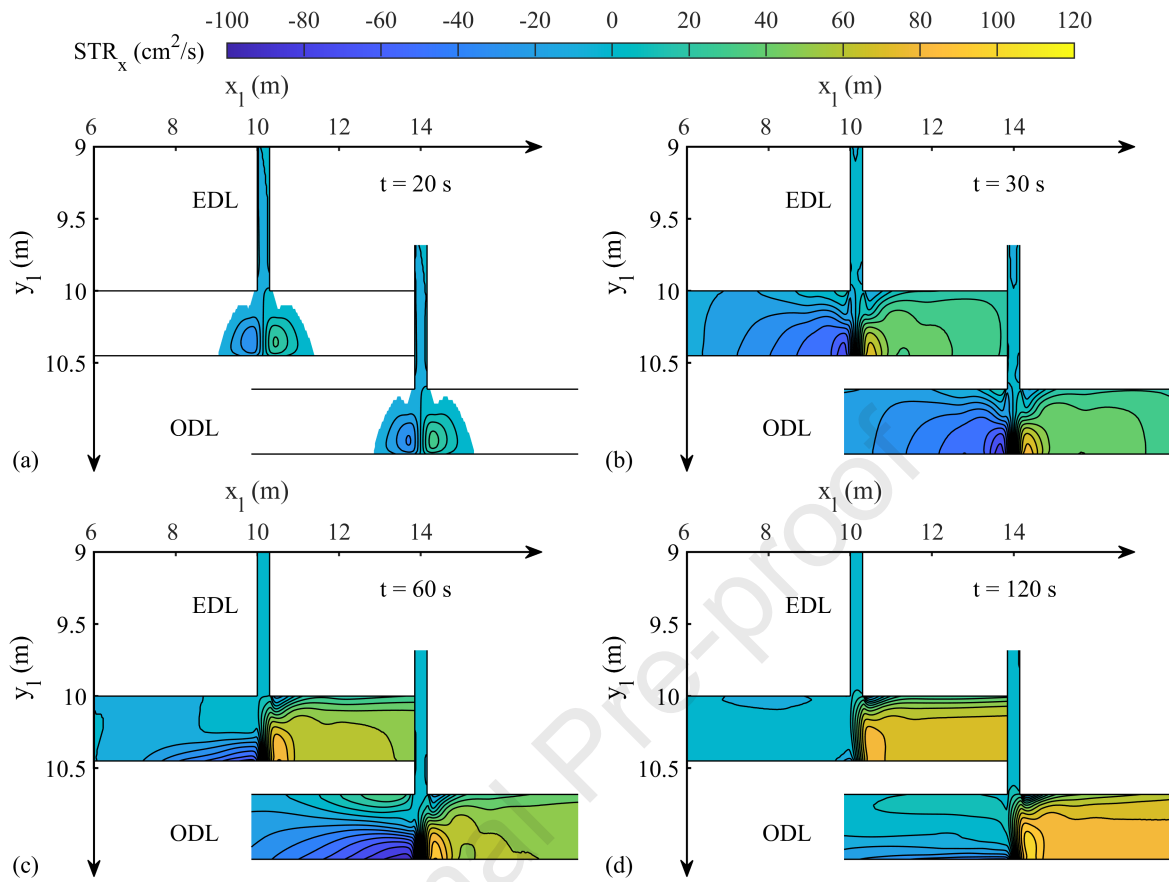 -100 -80 -60 -40 -20 0 20 40 60 80 100 120
STRx (cm2/s)
x1 (m)
6 8 10 12 14
9
9.5
10
10.5
y1 (m)
EDL
t = 20 s
ODL
(a)
x1 (m)
6 8 10 12 14
9
9.5
10
10.5
y1 (m)
EDL
t = 30 s
ODL
(b)
x1 (m)
6 8 10 12 14
9
9.5
10
10.5
y1 (m)
EDL
t = 60 s
ODL
(c)
x1 (m)
6 8 10 12 14
9
9.5
10
10.5
y1 (m)
EDL
t = 120 s
ODL
(d)
nal Pre-proof